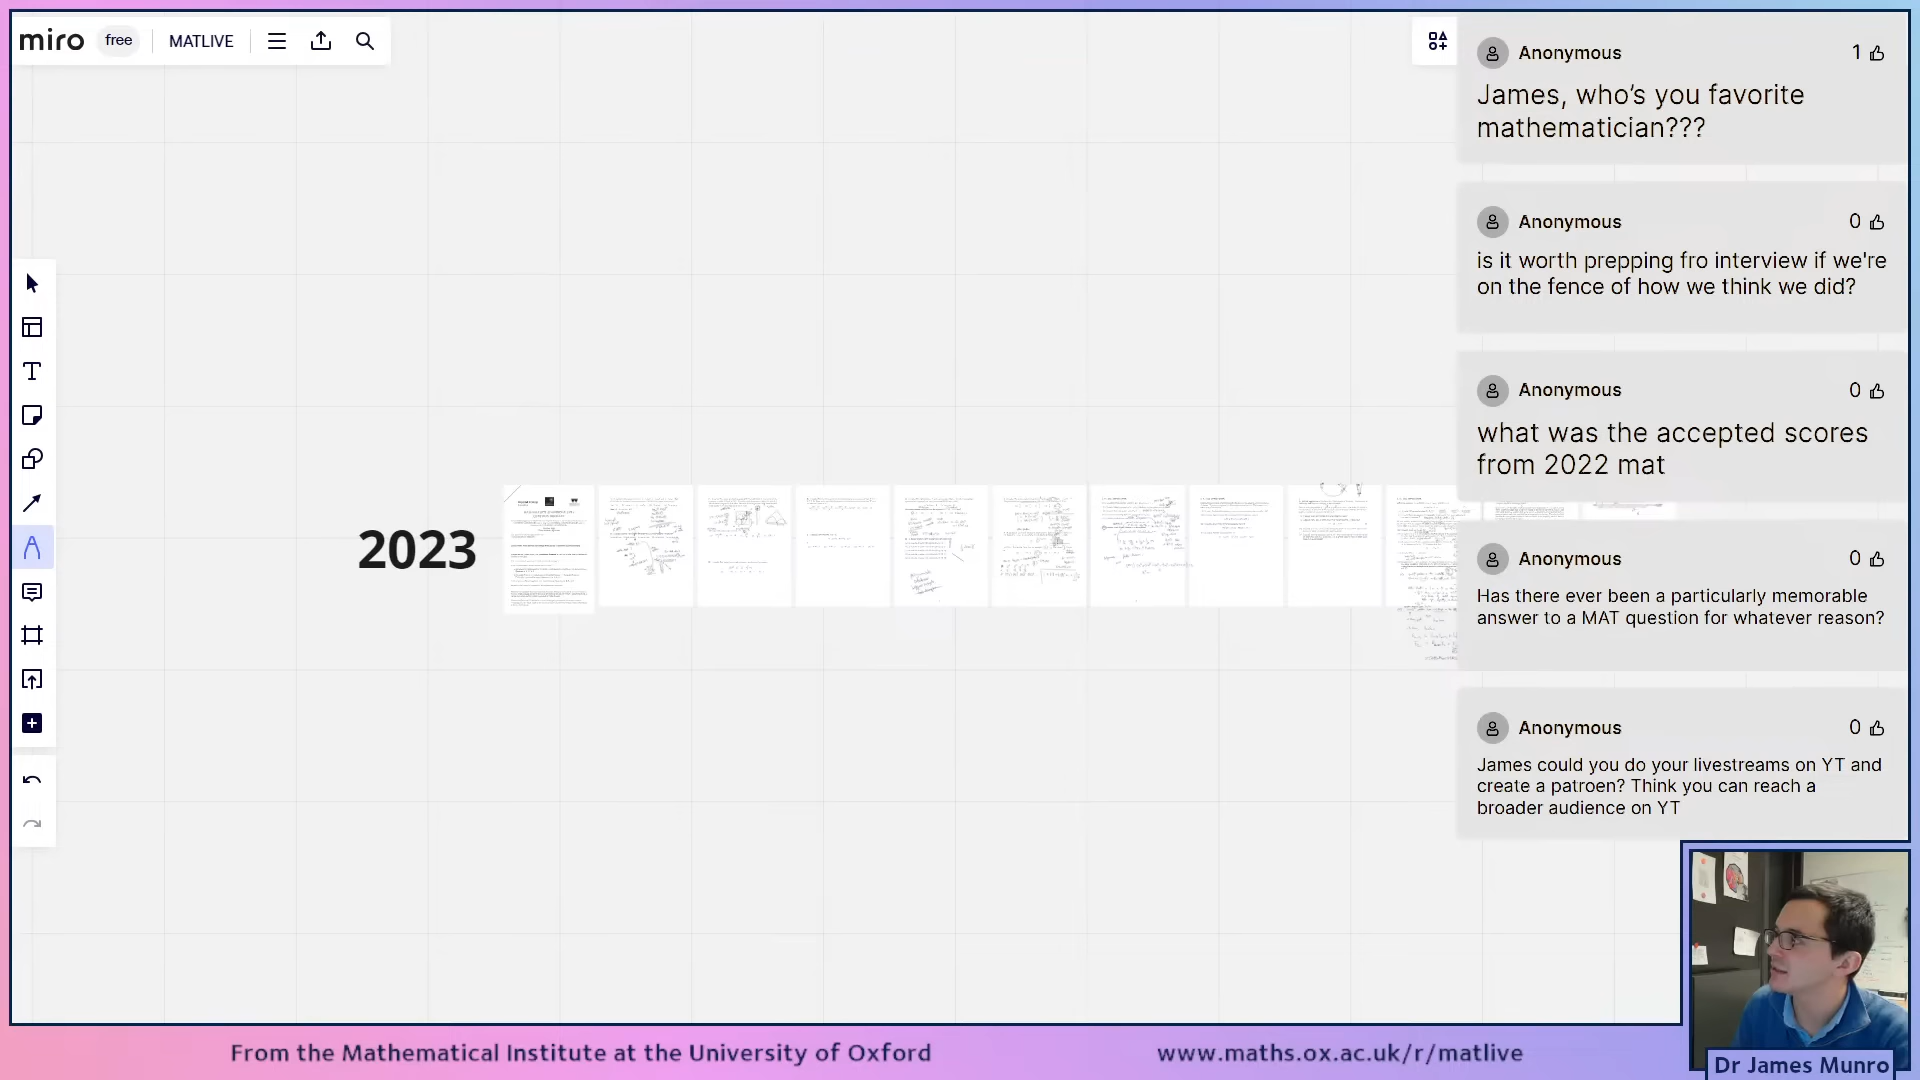 miro free MATLIVE
Anonymous 1
James, who's you favorite
mathematician???
Anonymous 0
is it worth prepping fro interview if we're
on the fence of how we think we did?
Anonymous 0
what was the accepted scores
from 2022 mat
Anonymous 0
Has there ever been a particularly memorable
answer to a MAT question for whatever reason?
Anonymous 0
James could you do your livestreams on YT and
create a patroen? Think you can reach a
broader audience on YT
2023
From the Mathematical Institute at the University of Oxford
www.maths.ox.ac.uk/r/matlive
Dr James Munro